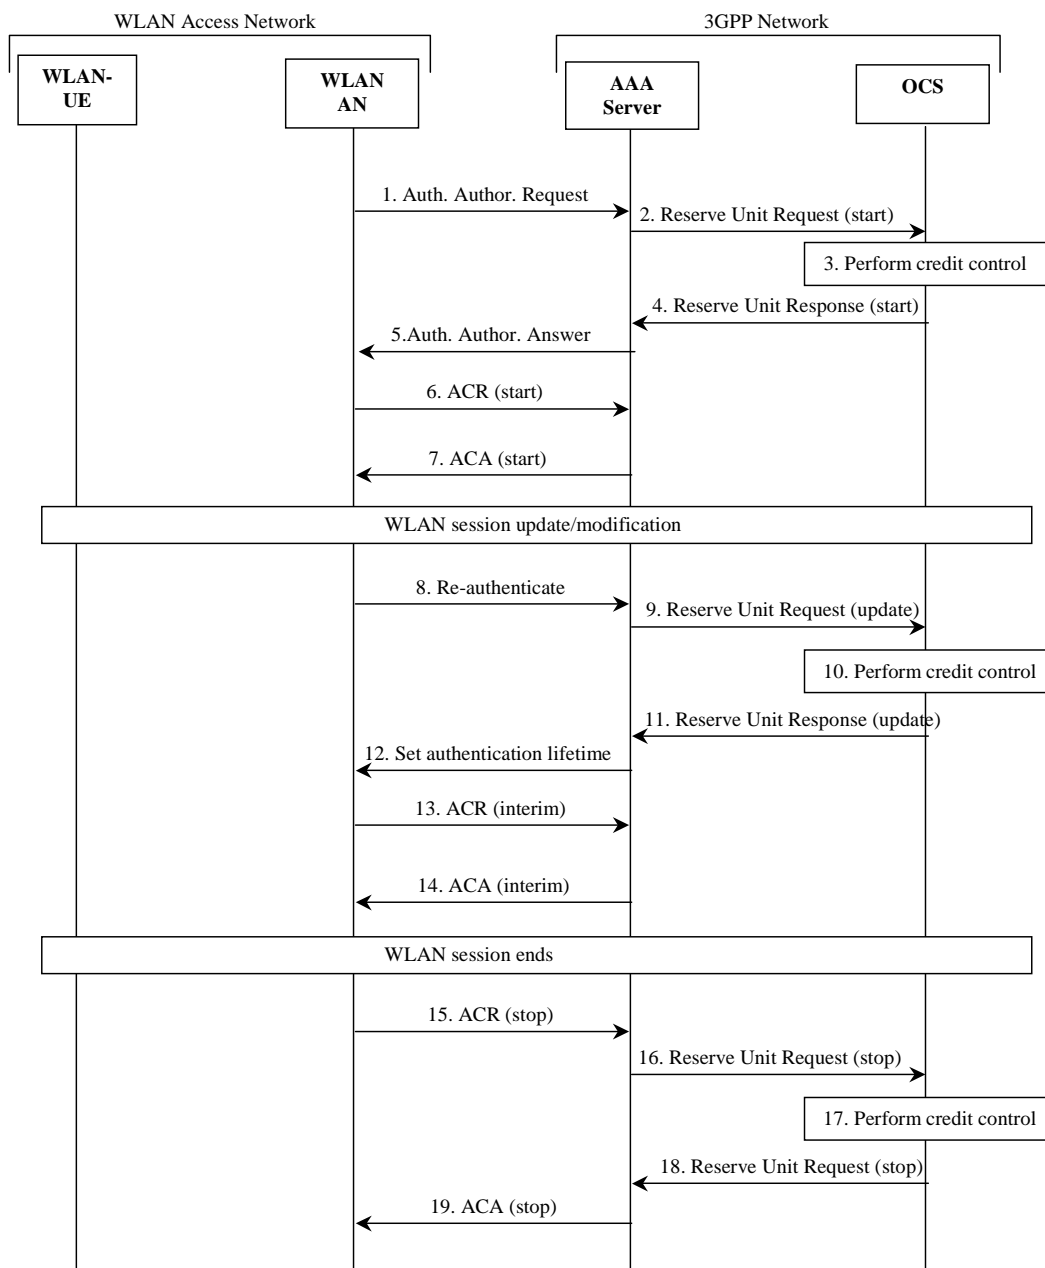 WLAN Access Network
3GPP Network
WLAN-
UE
WLAN
AN
AAA
Server
OCS
1. Auth. Author. Request
2. Reserve Unit Request (start)
3. Perform credit control
4. Reserve Unit Response (start)
5.Auth. Author. Answer
6. ACR (start)
7. ACA (start)
WLAN session update/modification
8. Re-authenticate
9. Reserve Unit Request (update)
10. Perform credit control
11. Reserve Unit Response (update)
12. Set authentication lifetime
13. ACR (interim)
14. ACA (interim)
WLAN session ends
15. ACR (stop)
16. Reserve Unit Request (stop)
17. Perform credit control
18. Reserve Unit Request (stop)
19. ACA (stop)